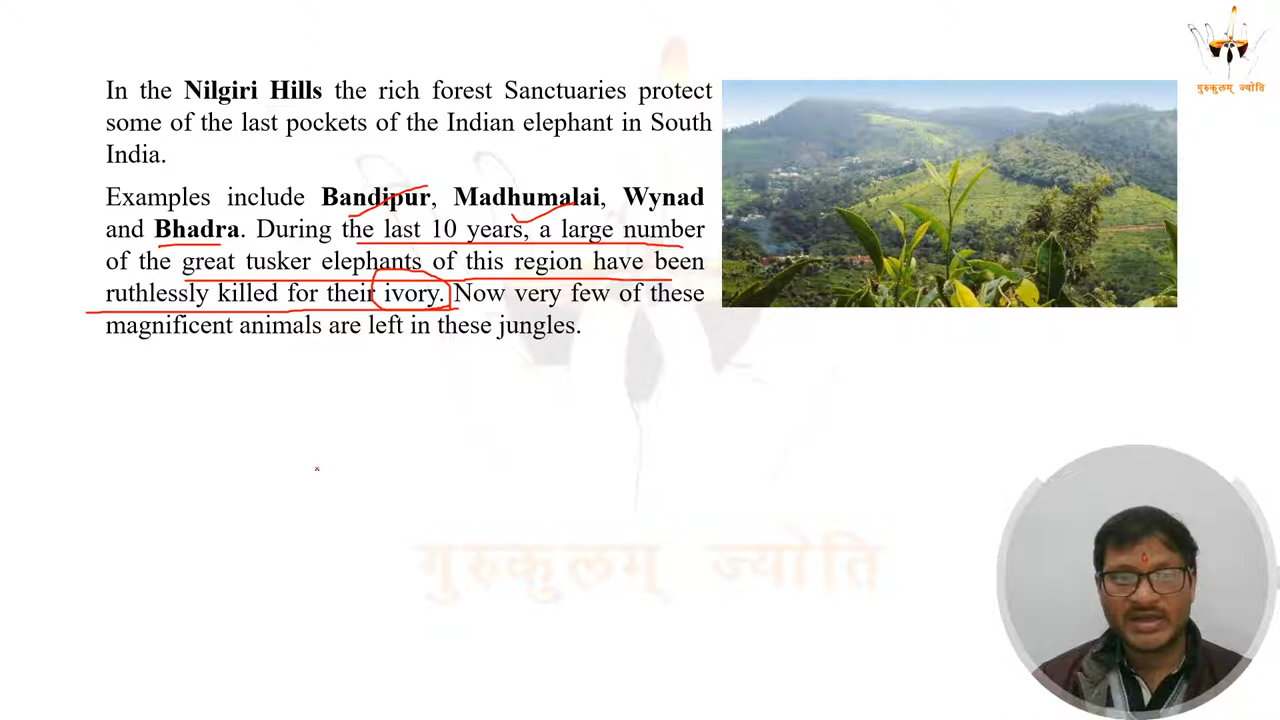 गुरुकुलम् ज्योति
In the Nilgiri Hills the rich forest Sanctuaries protect
some of the last pockets of the Indian elephant in South
India.
Examples include Bandipur, Madhumalai, Wynad
and Bhadra. During the last 10 years, a large number
of the great tusker elephants of this region have been
ruthlessly killed for their ivory. Now very few of these
magnificent animals are left in these jungles.
गुरुकुलम् ज्योति